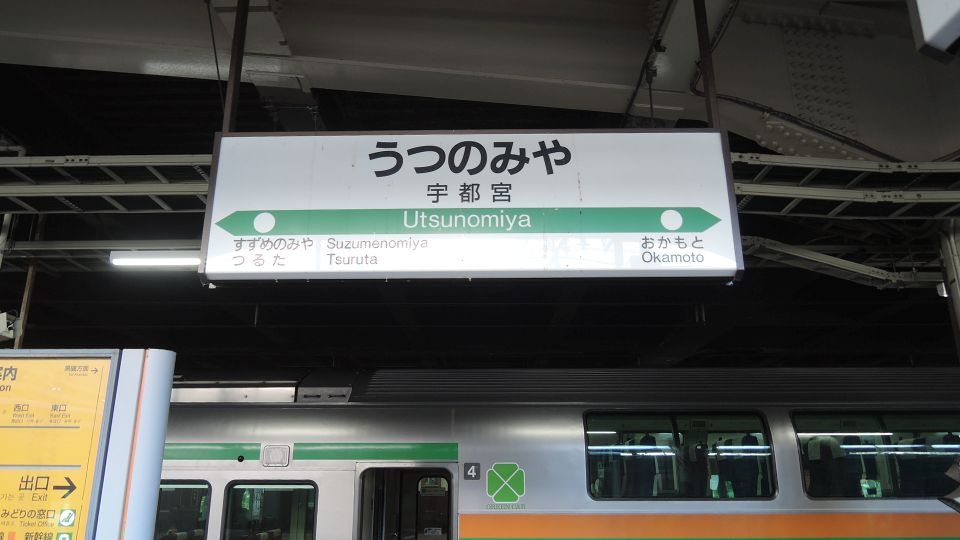 うつのみや
宇都宮
Utsunomiya
すずめのみや Suzumenomiya
つるた Tsuruta
おかもと
Okamoto
4
GREEN CAR
案内
西口 東口
West Exit East Exit
出口
Exit
みどりの窓口
Ticket Office
新幹線